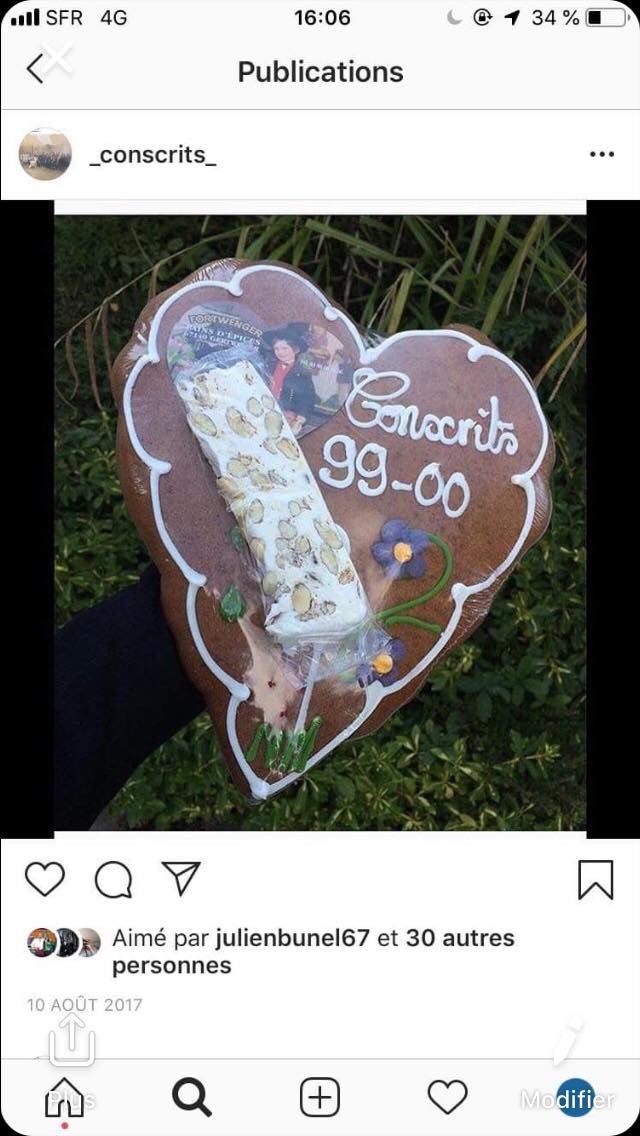 SFR 4G 16:06 34 %
Publications
_conscrits_
FORTWENGER
PAINS D'ÉPICES
Conscrits
99-00
Aimé par julienbunel67 et 30 autres
personnes
10 AOÛT 2017
Plus
Modifier